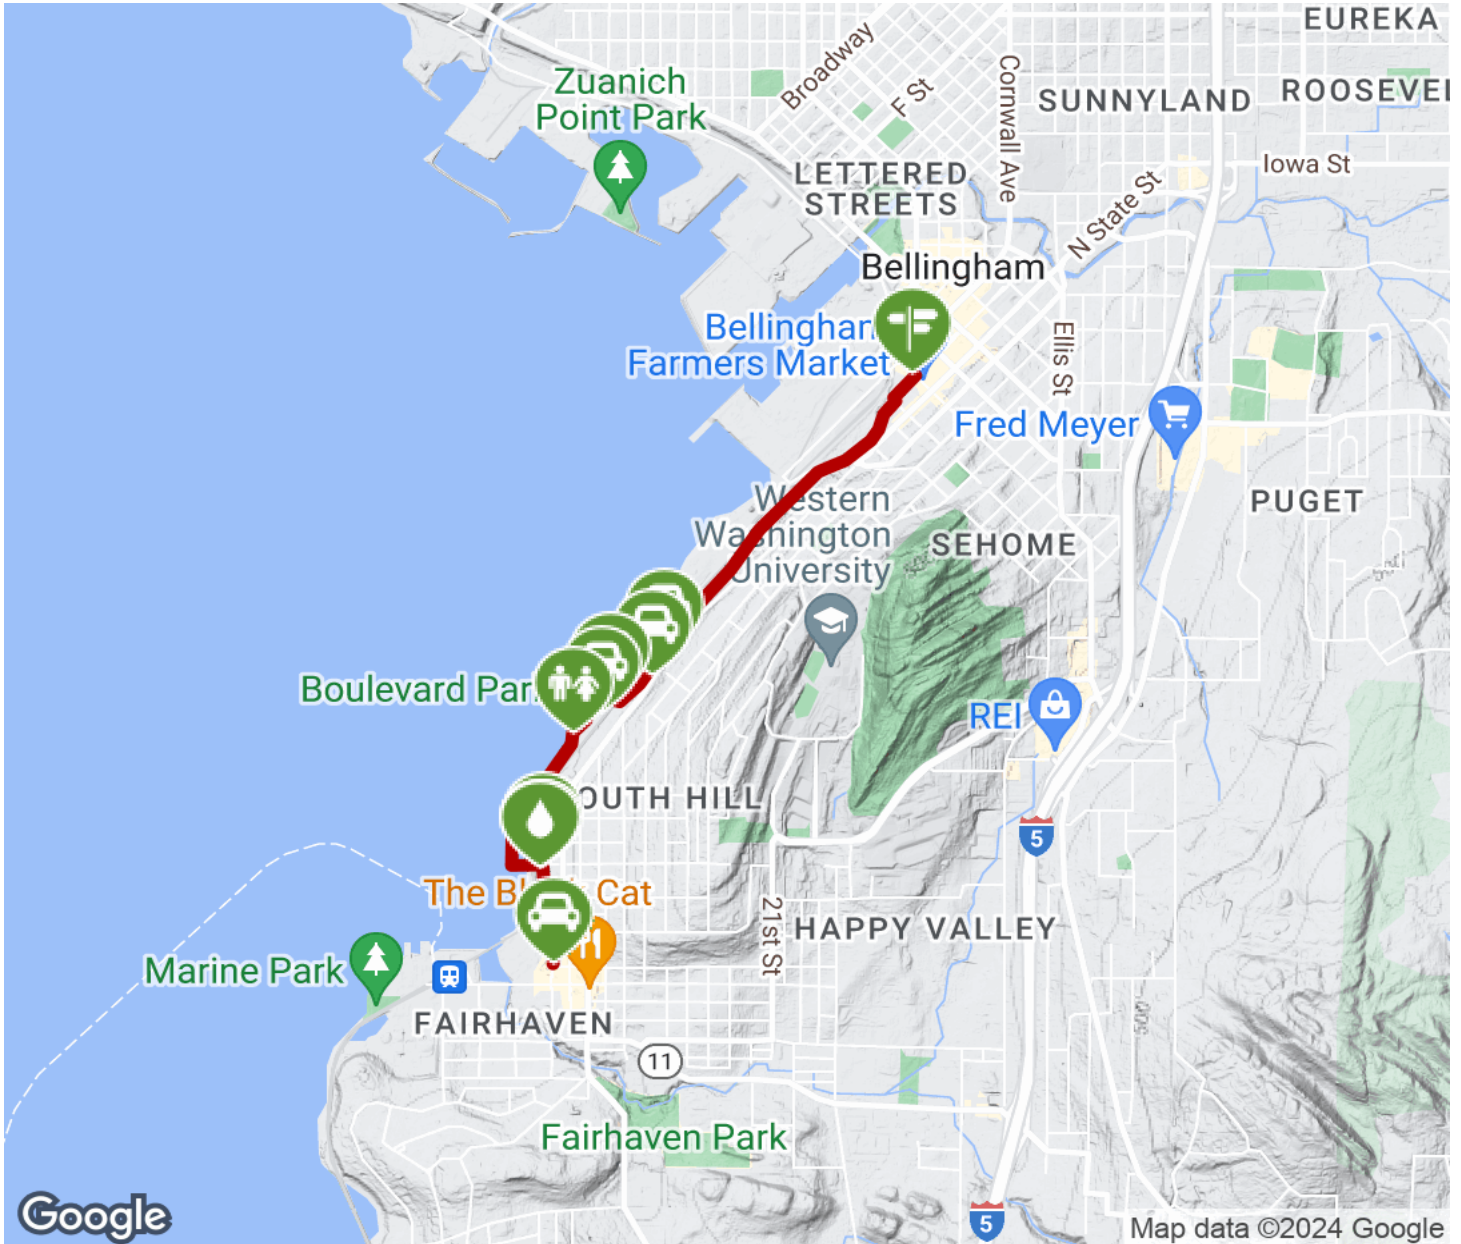 EUREKA
Zuanich
Point Park
Broadway
F St
Cornwall Ave
SUNNYLAND
ROOSEVEL
LETTERED
STREETS
Iowa St
N State St
Bellingham
Bellingham
Farmers Market
Ellis St
Fred Meyer
Western
Washington
University
PUGET
SEHOME
Boulevard Par
REI
OUTH HILL
5
The Bl k Cat
21st St
HAPPY VALLEY
Marine Park
FAIRHAVEN
11
Fairhaven Park
5
Google
Map data ©2024 Google